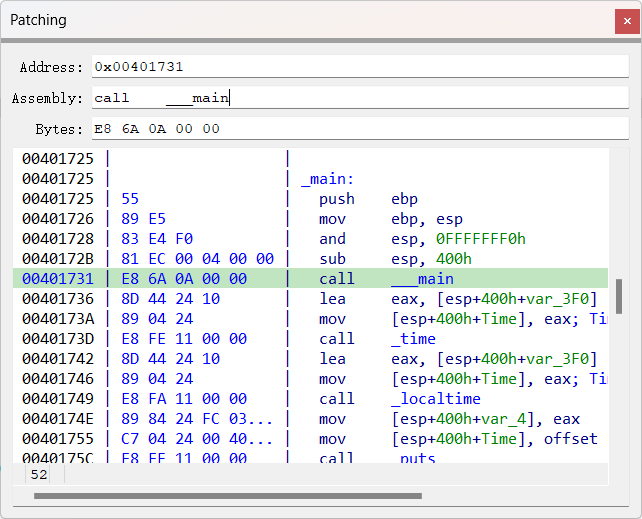 Patching
Address: 0x00401731
Assembly: call    ___main
Bytes: E8 6A 0A 00 00
00401725 |                   |
00401725 |                   | _main:
00401725 | 55                |   push    ebp
00401726 | 89 E5             |   mov     ebp, esp
00401728 | 83 E4 F0          |   and     esp, 0FFFFFFF0h
0040172B | 81 EC 00 04 00 00 |   sub     esp, 400h
00401731 | E8 6A 0A 00 00    |   call    ___main
00401736 | 8D 44 24 10       |   lea     eax, [esp+400h+var_3F0]
0040173A | 89 04 24          |   mov     [esp+400h+Time], eax; Tim
0040173D | E8 FE 11 00 00    |   call    _time
00401742 | 8D 44 24 10       |   lea     eax, [esp+400h+var_3F0]
00401746 | 89 04 24          |   mov     [esp+400h+Time], eax; Tim
00401749 | E8 FA 11 00 00    |   call    _localtime
0040174E | 89 84 24 FC 03... |   mov     [esp+400h+var_4], eax
00401755 | C7 04 24 00 40... |   mov     [esp+400h+Time], offset
0040175C | E8 EF 11 00 00    |   call    _puts
52